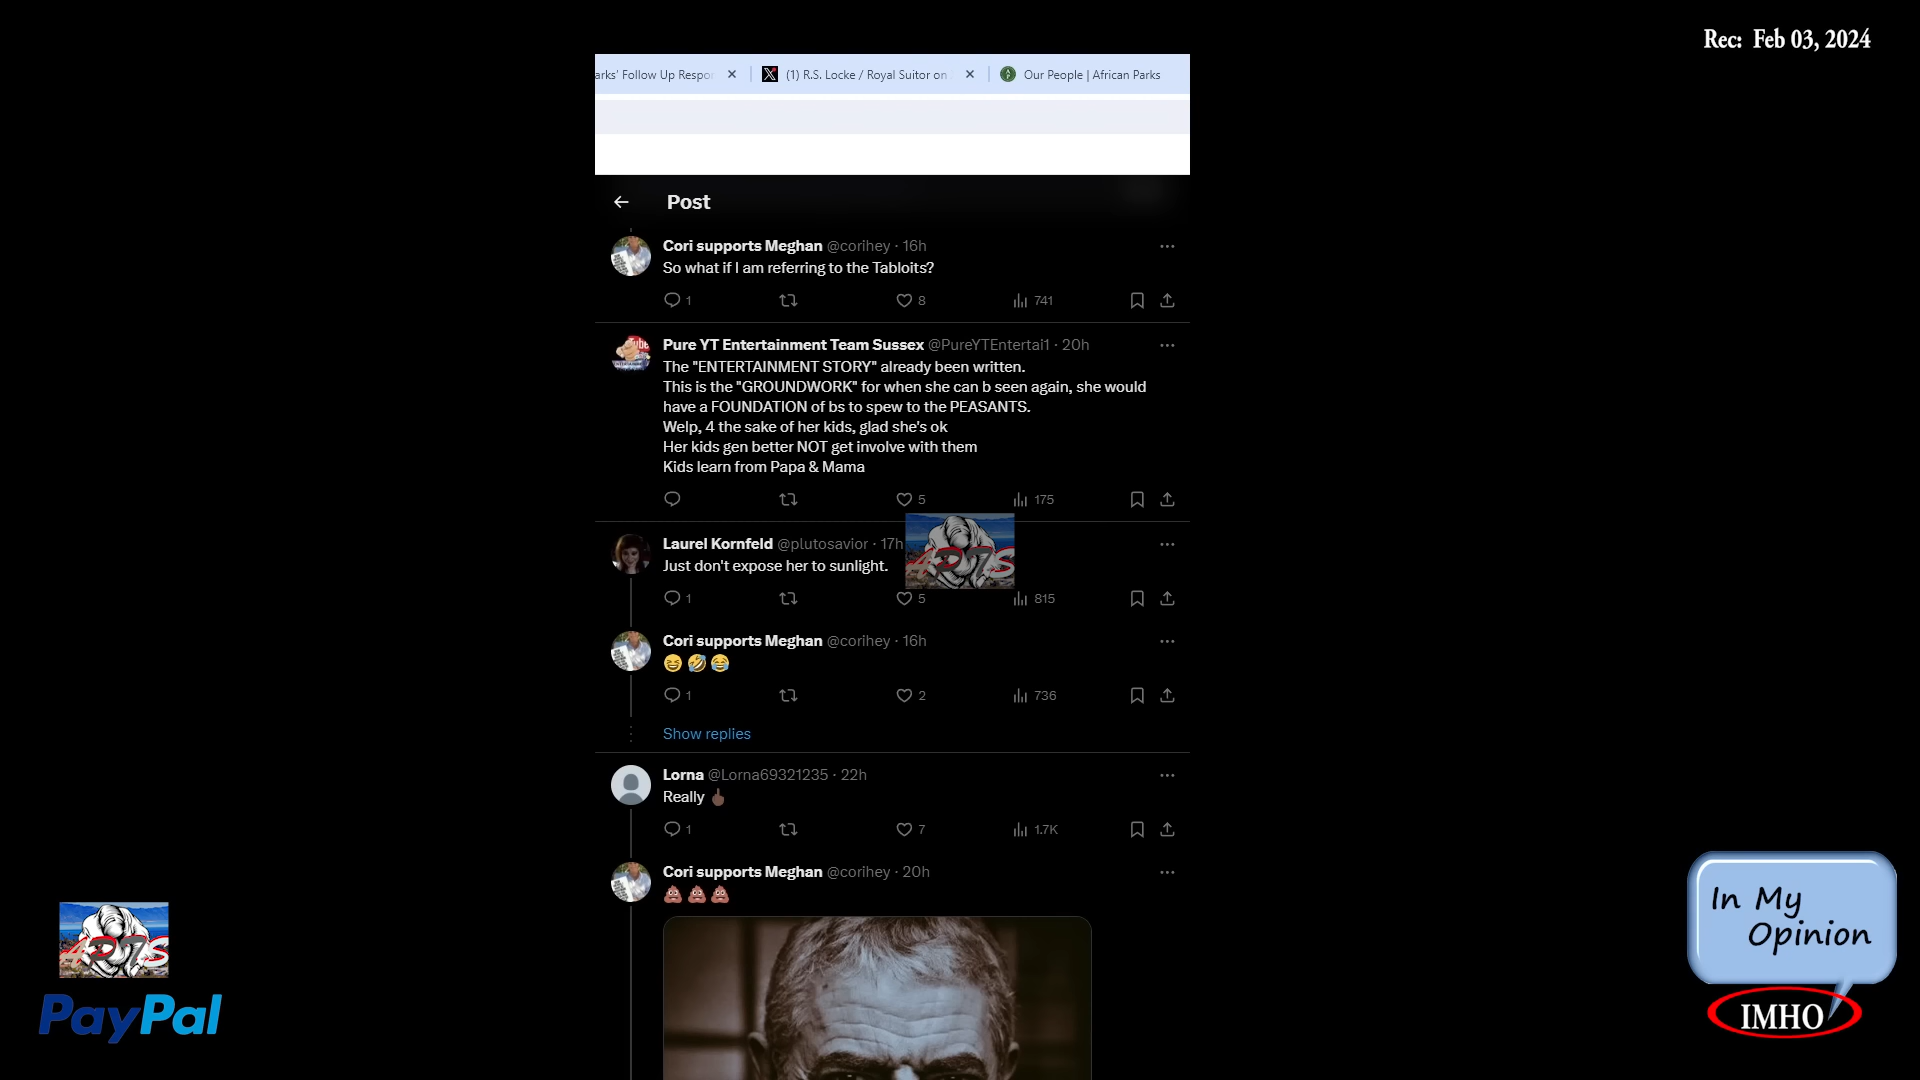 Rec: Feb 03, 2024
arks' Follow Up Respor
(1) R.S. Locke / Royal Suitor on
Our People | African Parks
Post
Cori supports Meghan @corihey · 16h
So what if I am referring to the Tabloits?
1 8 741
Pure YT Entertainment Team Sussex @PureYTEntertai1 · 20h
The "ENTERTAINMENT STORY" already been written.
This is the "GROUNDWORK" for when she can b seen again, she would
have a FOUNDATION of bs to spew to the PEASANTS.
Welp, 4 the sake of her kids, glad she's ok
Her kids gen better NOT get involve with them
Kids learn from Papa & Mama
5 175
Laurel Kornfeld @plutosavior · 17h
Just don't expose her to sunlight.
1 5 815
Cori supports Meghan @corihey · 16h
😆 🤣 😂
1 2 736
Show replies
Lorna @Lorna69321235 · 22h
Really 🖕🏾
1 7 1.7K
Cori supports Meghan @corihey · 20h
💩 💩 💩
PayPal
In My
Opinion
IMHO